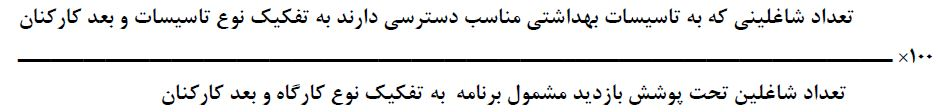 تعداد شاغلینی که به تاسیسات بهداشتی مناسب دسترسی دارند به تفکیک نوع تاسیسات و بعد کارکنان
×۱۰۰
تعداد شاغلین تحت پوشش بازدید مشمول برنامه به تفکیک نوع کارگاه و بعد کارکنان